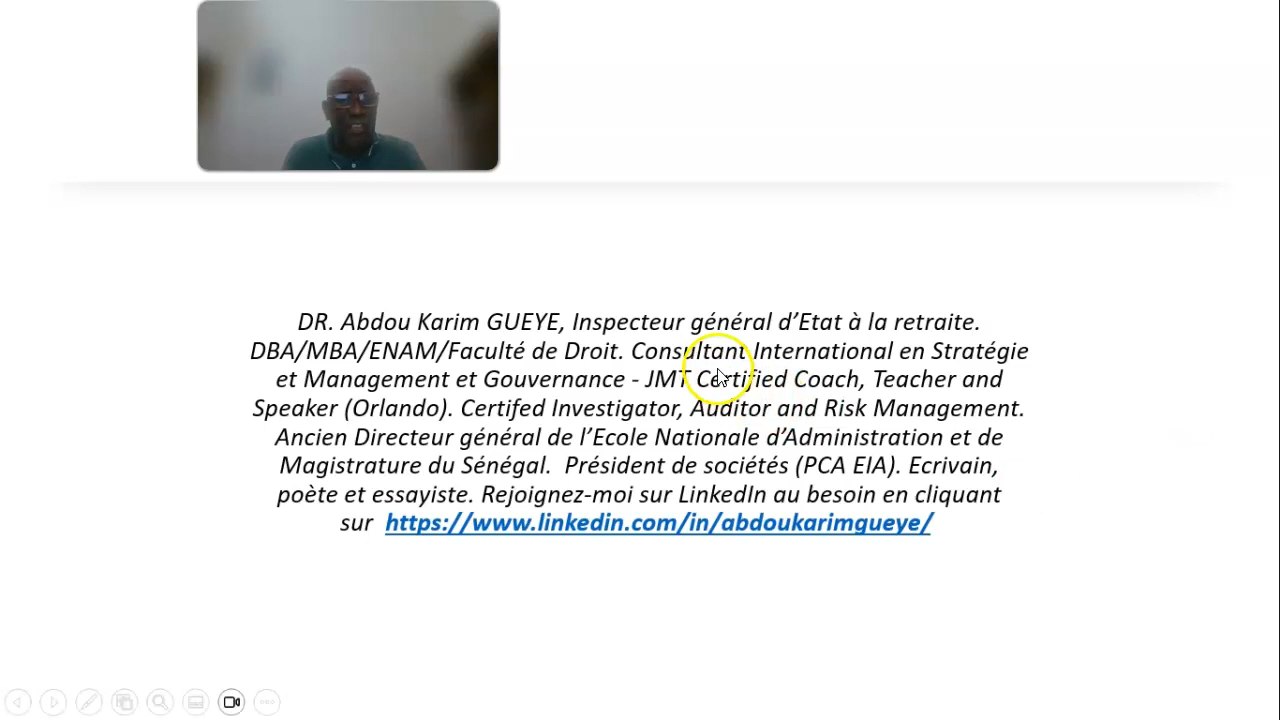 DR. Abdou Karim GUEYE, Inspecteur général d’Etat à la retraite.
DBA/MBA/ENAM/Faculté de Droit. Consultant International en Stratégie
et Management et Gouvernance - JMT Certified Coach, Teacher and
Speaker (Orlando). Certifed Investigator, Auditor and Risk Management.
Ancien Directeur général de l’Ecole Nationale d’Administration et de
Magistrature du Sénégal.  Président de sociétés (PCA EIA). Ecrivain,
poète et essayiste. Rejoignez-moi sur LinkedIn au besoin en cliquant
sur  https://www.linkedin.com/in/abdoukarimgueye/